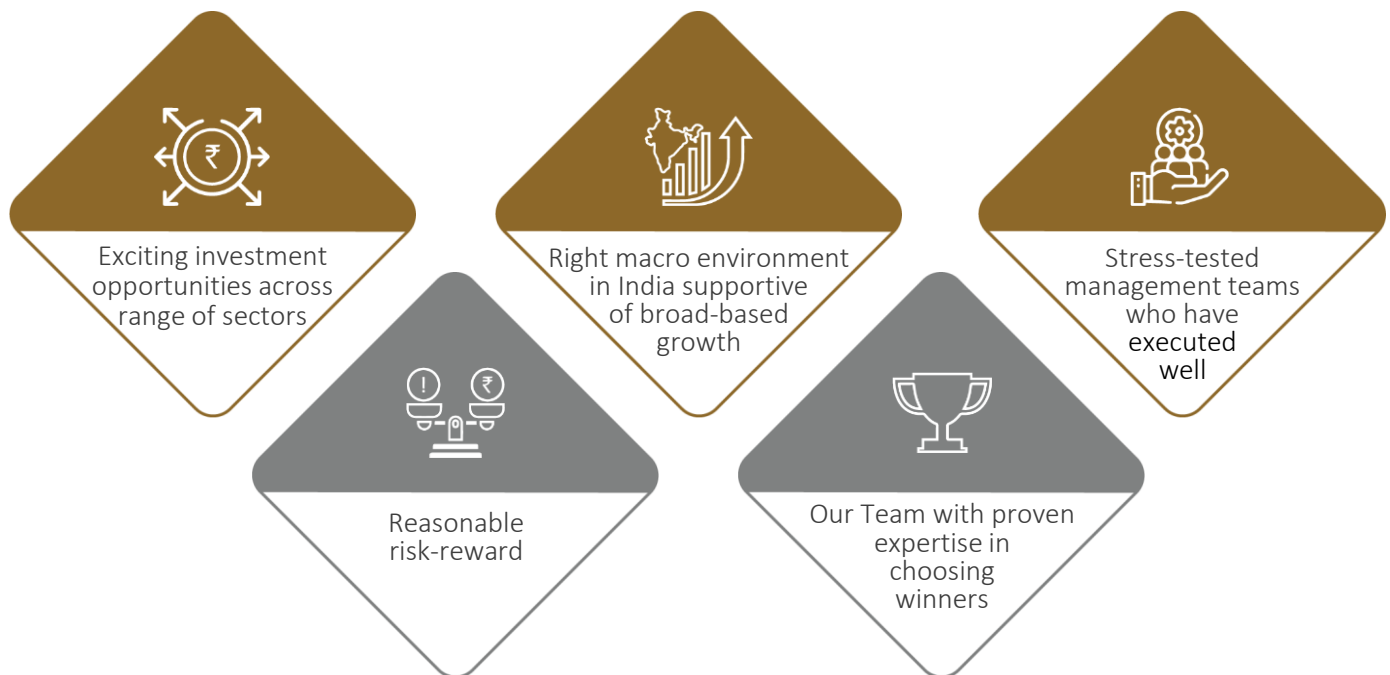 ₹
Exciting investment
opportunities across
range of sectors
Right macro environment
in India supportive
of broad-based
growth
Stress-tested
management teams
who have
executed
well
! ₹
Reasonable
risk-reward
Our Team with proven
expertise in
choosing
winners